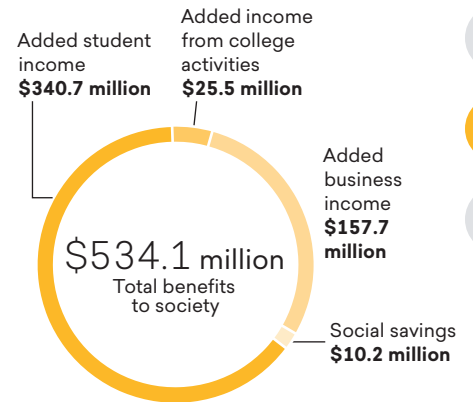 Added student
income
$340.7 million
Added income
from college
activities
$25.5 million
Added
business
income
$157.7
million
$534.1 million
Total benefits
to society
Social savings
$10.2 million